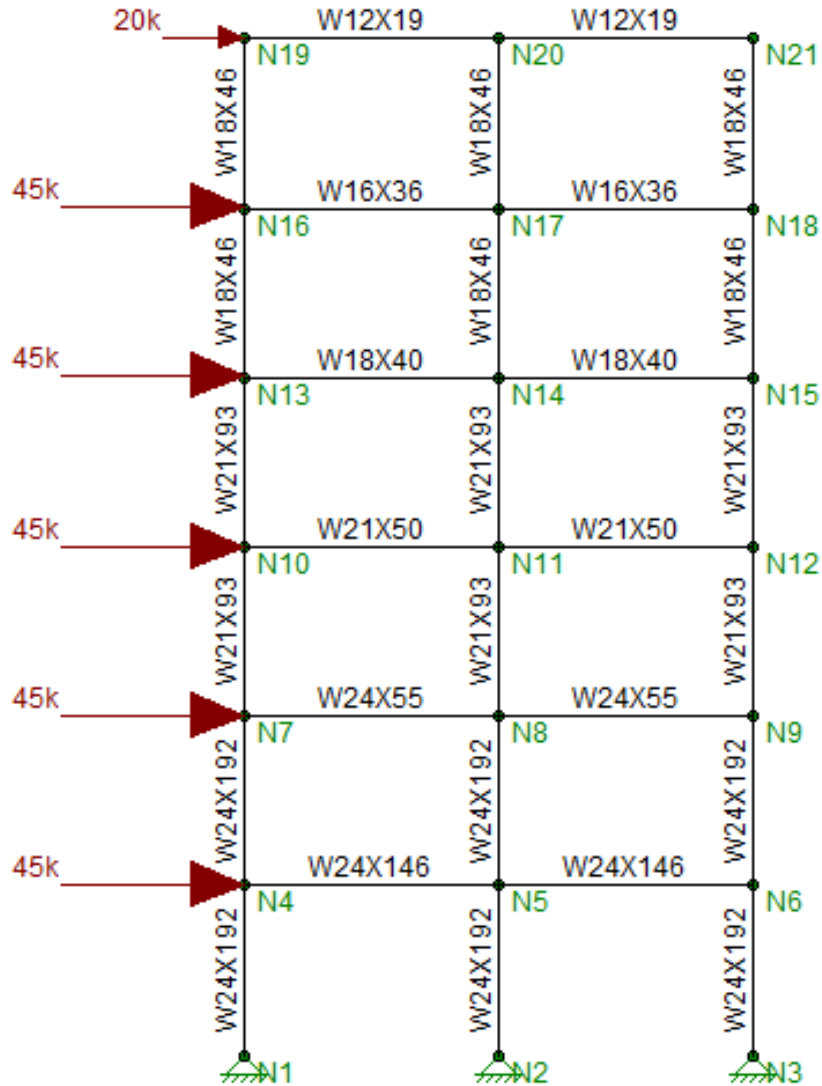 20k
W12X19 W12X19
N19 N20 N21
W18X46 W18X46 W18X46
45k
W16X36 W16X36
N16 N17 N18
W18X46 W18X46 W18X46
45k
W18X40 W18X40
N13 N14 N15
W21X93 W21X93 W21X93
45k
W21X50 W21X50
N10 N11 N12
W21X93 W21X93 W21X93
45k
W24X55 W24X55
N7 N8 N9
W24X192 W24X192 W24X192
45k
W24X146 W24X146
N4 N5 N6
W24X192 W24X192 W24X192
N1 N2 N3